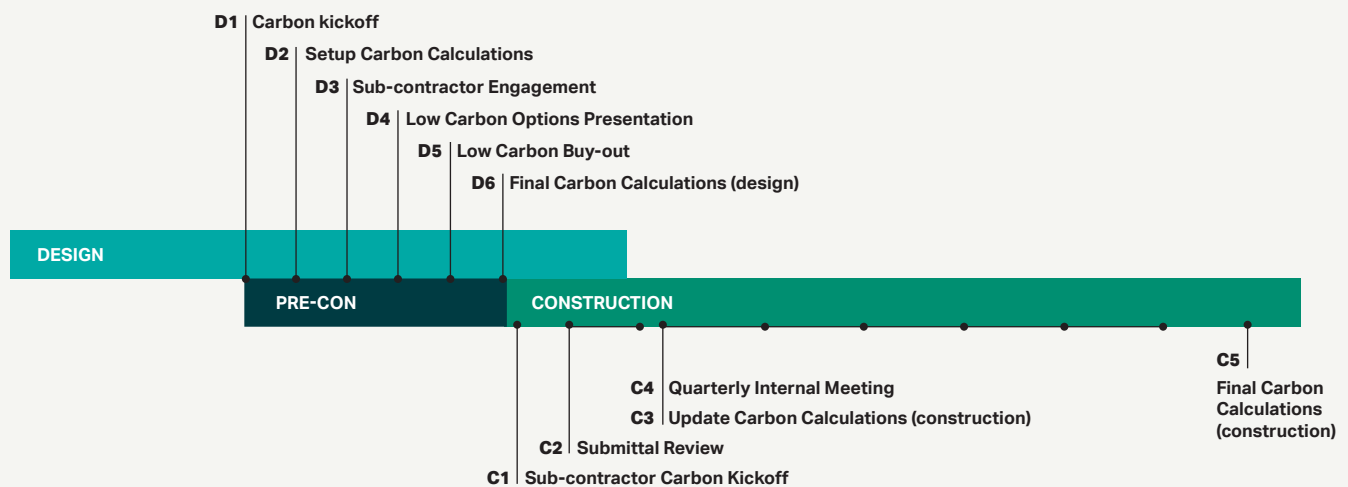 D1 Carbon kickoff
D2 Setup Carbon Calculations
D3 Sub-contractor Engagement
D4 Low Carbon Options Presentation
D5 Low Carbon Buy-out
D6 Final Carbon Calculations (design)
DESIGN
PRE-CON
CONSTRUCTION
C5
Final Carbon
Calculations
(construction)
C4 Quarterly Internal Meeting
C3 Update Carbon Calculations (construction)
C2 Submittal Review
C1 Sub-contractor Carbon Kickoff